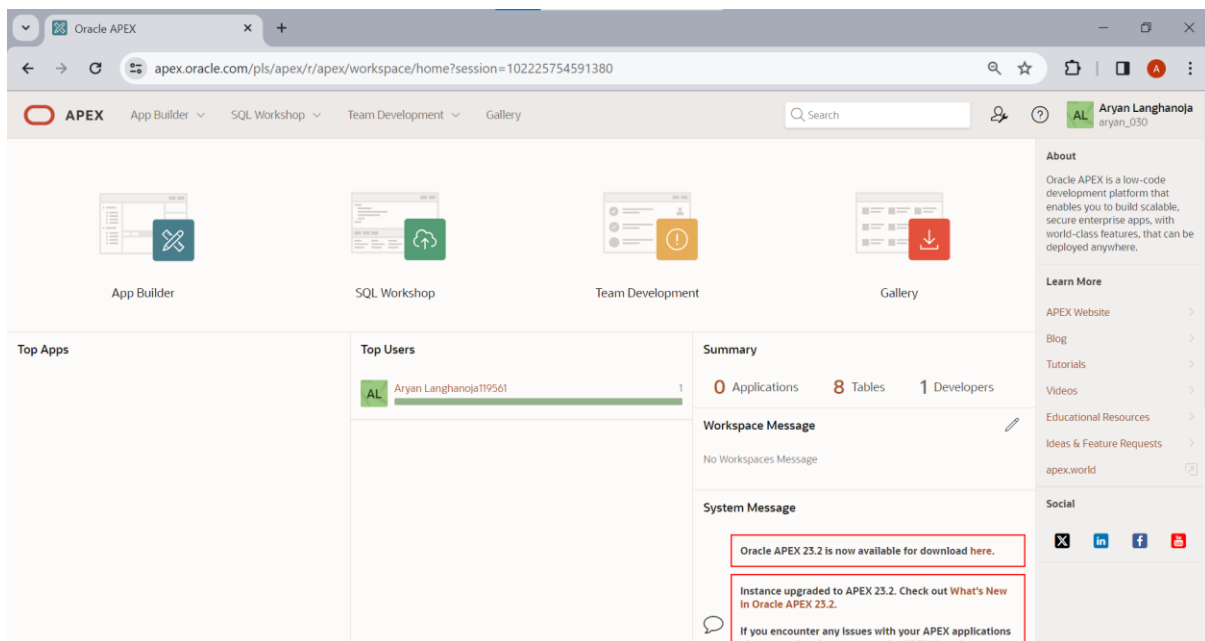 Oracle APEX
apex.oracle.com/pls/apex/r/apex/workspace/home?session=102225754591380
A
APEX
App Builder
SQL Workshop
Team Development
Gallery
Search
AL
Aryan Langhanoja
aryan_030
App Builder
SQL Workshop
Team Development
Gallery
Top Apps
Top Users
AL
Aryan Langhanoja119561
1
Summary
0 Applications
8 Tables
1 Developers
Workspace Message
No Workspaces Message
System Message
Oracle APEX 23.2 is now available for download here.
Instance upgraded to APEX 23.2. Check out What's New
in Oracle APEX 23.2.
If you encounter any issues with your APEX applications
About
Oracle APEX is a low-code
development platform that
enables you to build scalable,
secure enterprise apps, with
world-class features, that can be
deployed anywhere.
Learn More
APEX Website
Blog
Tutorials
Videos
Educational Resources
Ideas & Feature Requests
apex.world
Social